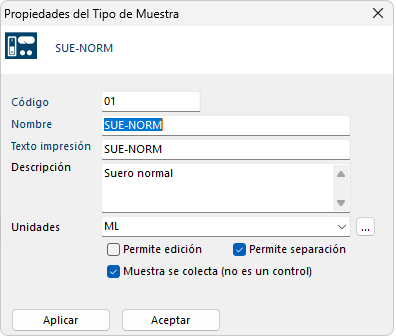 Propiedades del Tipo de Muestra
SUE-NORM
Código 01
Nombre SUE-NORM
Texto impresión SUE-NORM
Descripción Suero normal
Unidades ML ...
Permite edición Permite separación
Muestra se colecta (no es un control)
Aplicar Aceptar